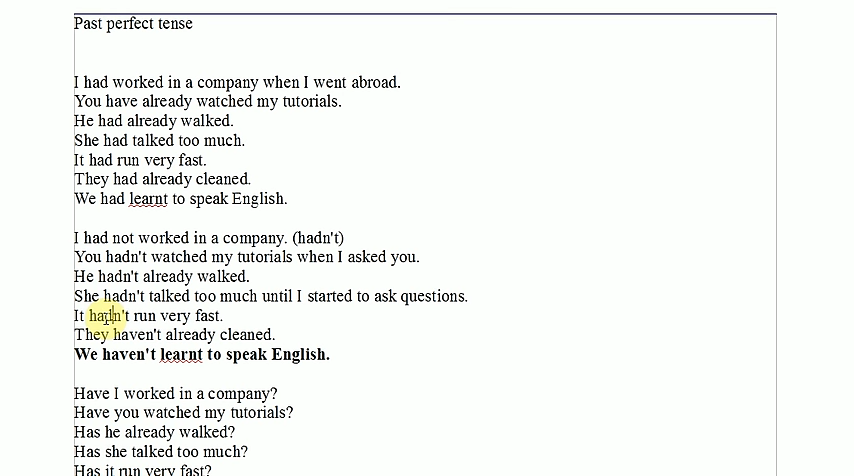 Past perfect tense
I had worked in a company when I went abroad.
You have already watched my tutorials.
He had already walked.
She had talked too much.
It had run very fast.
They had already cleaned.
We had learnt to speak English.
I had not worked in a company. (hadn't)
You hadn't watched my tutorials when I asked you.
He hadn't already walked.
She hadn't talked too much until I started to ask questions.
It hadn't run very fast.
They haven't already cleaned.
We haven't learnt to speak English.
Have I worked in a company?
Have you watched my tutorials?
Has he already walked?
Has she talked too much?
Has it run very fast?